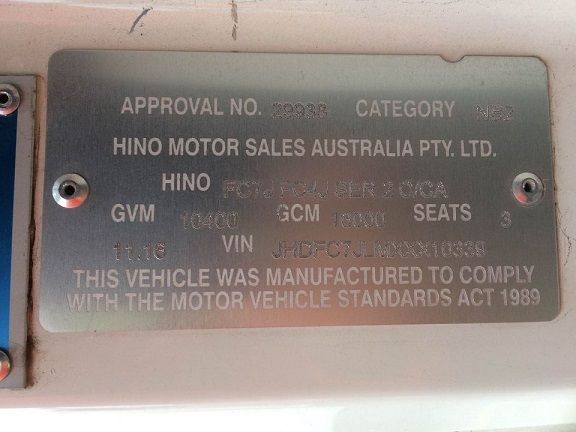 APPROVAL NO. 29938 CATEGORY NB2
HINO MOTOR SALES AUSTRALIA PTY. LTD.
HINO FC7J FC4J SER 2 C/CA
GVM 10400 GCM 16000 SEATS 3
11.16 VIN JHDFC7JLMXXX10339
THIS VEHICLE WAS MANUFACTURED TO COMPLY
WITH THE MOTOR VEHICLE STANDARDS ACT 1989